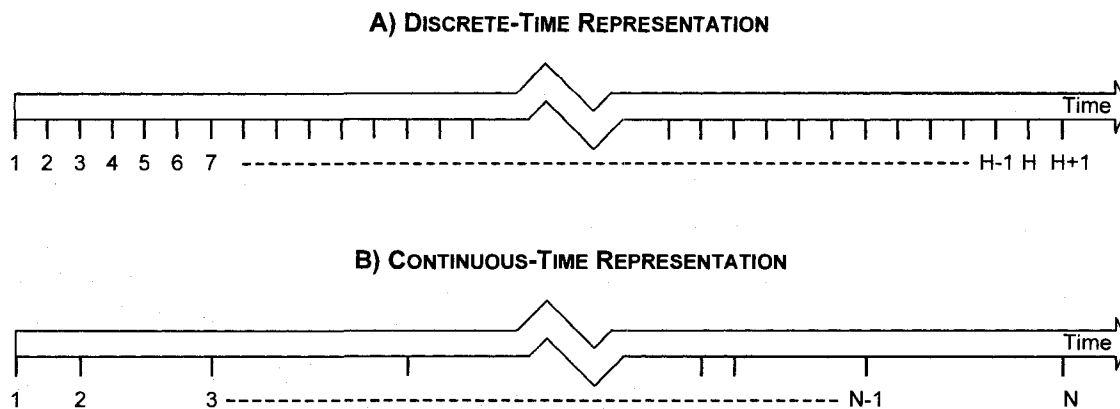 A) DISCRETE-TIME REPRESENTATION
Time
1 2 3 4 5 6 7 H-1 H H+1
B) CONTINUOUS-TIME REPRESENTATION
Time
1 2 3 N-1 N